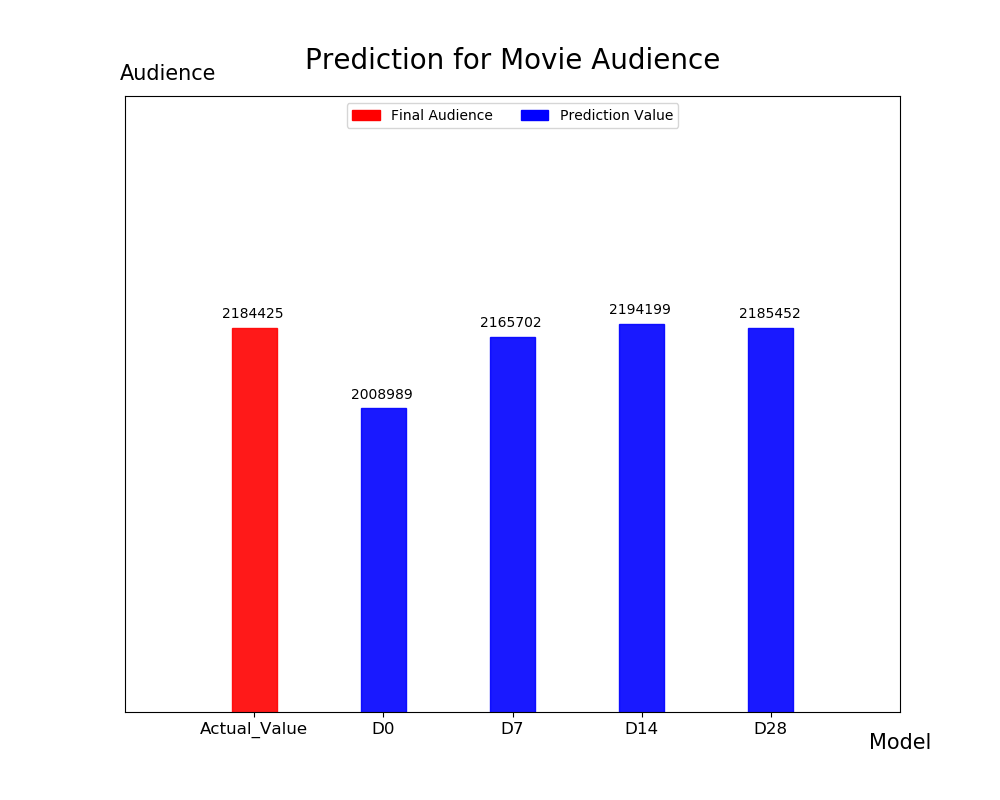 Prediction for Movie Audience
Audience
Final Audience Prediction Value
2184425
2008989
2165702
2194199
2185452
Actual_Value D0 D7 D14 D28
Model